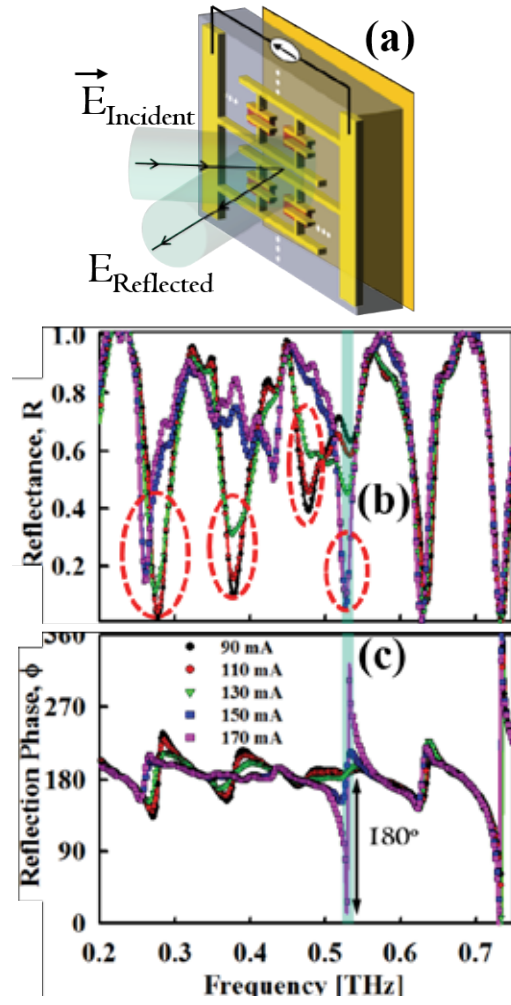 (a)
E Incident
E Reflected
1.0
0.8
0.6
0.4
0.2
Reflectance, R
(b)
360
270
180
90
0
Reflection Phase, ϕ
(c)
90 mA
110 mA
130 mA
150 mA
170 mA
180°
0.2 0.3 0.4 0.5 0.6 0.7
Frequency [THz]